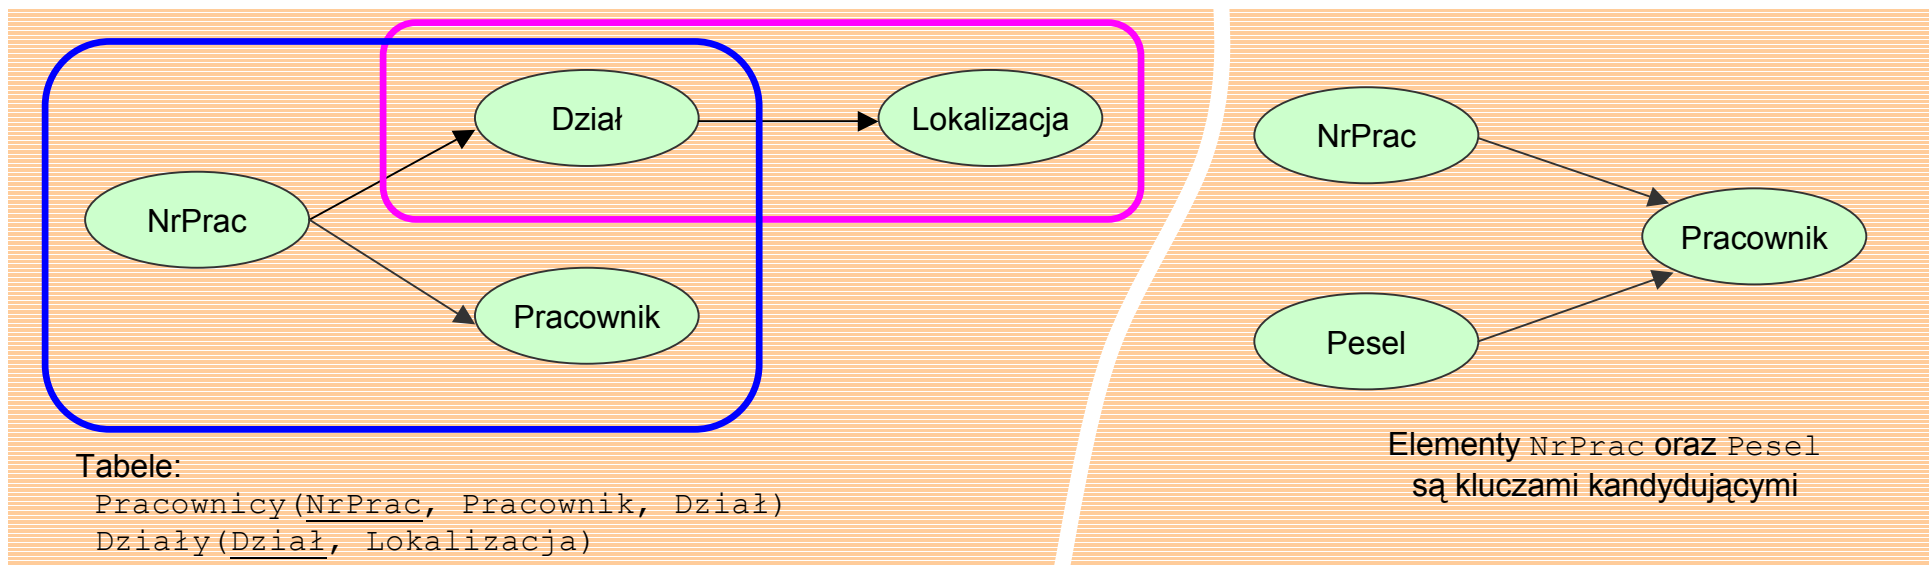 Dział
Lokalizacja
NrPrac
Pracownik
Tabele:
Pracownicy(NrPrac, Pracownik, Dział)
Działy(Dział, Lokalizacja)
NrPrac
Pracownik
Pesel
Elementy NrPrac oraz Pesel
są kluczami kandydującymi